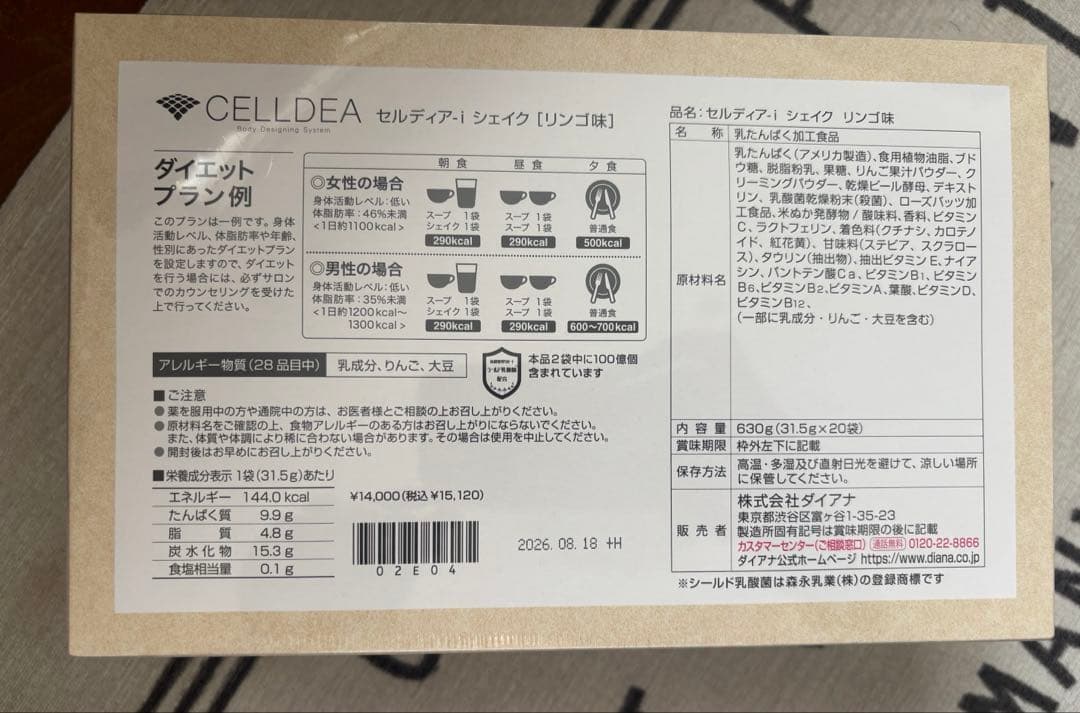 CELLDEA セルディア-i シェイク [リンゴ味]
Body Designing System
ダイエット
プラン例
このプランは一例です。身体
活動レベル、体脂肪率や年齢、
性別にあったダイエットプラン
を設定しますので、ダイエット
を行う場合には、必ずサロン
でのカウンセリングを受けた
上で行ってください。
朝食 昼食 夕食
◎女性の場合
身体活動レベル:低い
体脂肪率:46%未満
<1日約1100kcal>
スープ 1袋
シェイク 1袋
290kcal
スープ 1袋
シェイク 1袋
290kcal
普通食
500kcal
◎男性の場合
身体活動レベル:低い
体脂肪率:35%未満
<1日約1200kcal~
1300kcal>
スープ 1袋
シェイク 1袋
290kcal
スープ 1袋
シェイク 1袋
290kcal
普通食
600~700kcal
アレルギー物質(28品目中) 乳成分、りんご、大豆
シールド乳酸菌
配合
本品2袋中に100億個
含まれています
■ご注意
●薬を服用中の方や通院中の方は、お医者様とご相談の上お召し上がりください。
●原材料名をご確認の上、食物アレルギーのある方はお召し上がりにならないでください。
また、体質や体調により稀に合わない場合があります。その場合は使用を中止してください。
●開封後はお早めにお召し上がりください。
■栄養成分表示 1袋(31.5g)あたり
エネルギー 144.0kcal
たんぱく質 9.9g
脂質 4.8g
炭水化物 15.3g
食塩相当量 0.1g
¥14,000(税込¥15,120)
02E04
2026.08.18 +H
品名:セルディア-i シェイク リンゴ味
名称 乳たんぱく加工食品
原材料名
乳たんぱく(アメリカ製造)、食用植物油脂、ブド
ウ糖、脱脂粉乳、果糖、りんご果汁パウダー、ク
リーミングパウダー、乾燥ビール酵母、デキスト
リン、乳酸菌乾燥粉末(殺菌)、ローズバッツ加
工食品、米ぬか発酵物/酸味料、香料、ビタミン
C、ラクトフェリン、着色料(クチナシ、カロテノ
イド、紅花黄)、甘味料(ステビア、スクラロー
ス)、タウリン(抽出物)、抽出ビタミンE、ナイア
シン、パントテン酸Ca、ビタミンB1、ビタミン
B6、ビタミンB2、ビタミンA、葉酸、ビタミンD、
ビタミンB12、
(一部に乳成分・りんご・大豆を含む)
内容量 630g(31.5g×20袋)
賞味期限 枠外左下に記載
保存方法 高温・多湿及び直射日光を避けて、涼しい場所
に保管してください。
販売者
株式会社ダイアナ
東京都渋谷区富ヶ谷1-35-23
製造所固有記号は賞味期限の後に記載
カスタマーセンター(ご相談窓口) 通話無料 0120-22-8866
ダイアナ公式ホームページ https://www.diana.co.jp
※シールド乳酸菌は森永乳業(株)の登録商標です
MAN